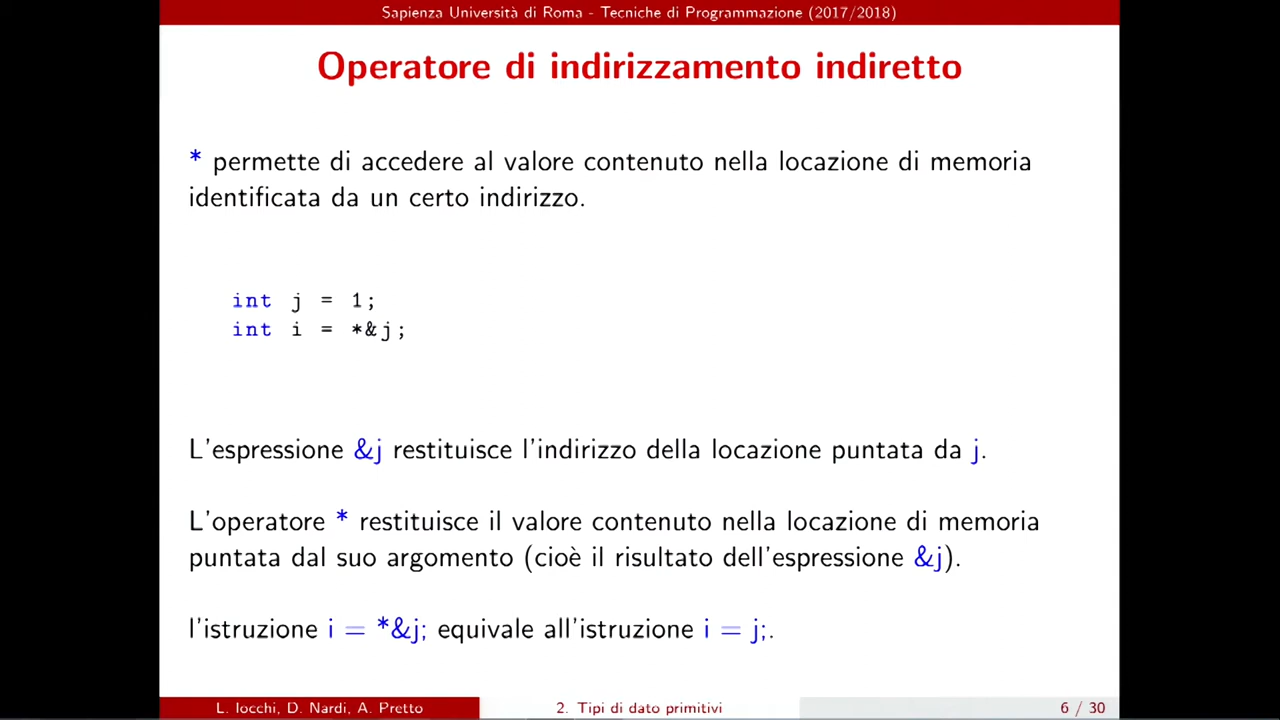 Sapienza Università di Roma - Tecniche di Programmazione (2017/2018)
Operatore di indirizzamento indiretto
* permette di accedere al valore contenuto nella locazione di memoria
identificata da un certo indirizzo.
int j = 1;
int i = *&j;
L'espressione &j restituisce l'indirizzo della locazione puntata da j.
L'operatore * restituisce il valore contenuto nella locazione di memoria
puntata dal suo argomento (cioè il risultato dell'espressione &j).
l'istruzione i = *&j; equivale all'istruzione i = j;.
L. Iocchi, D. Nardi, A. Pretto 2. Tipi di dato primitivi 6 / 30